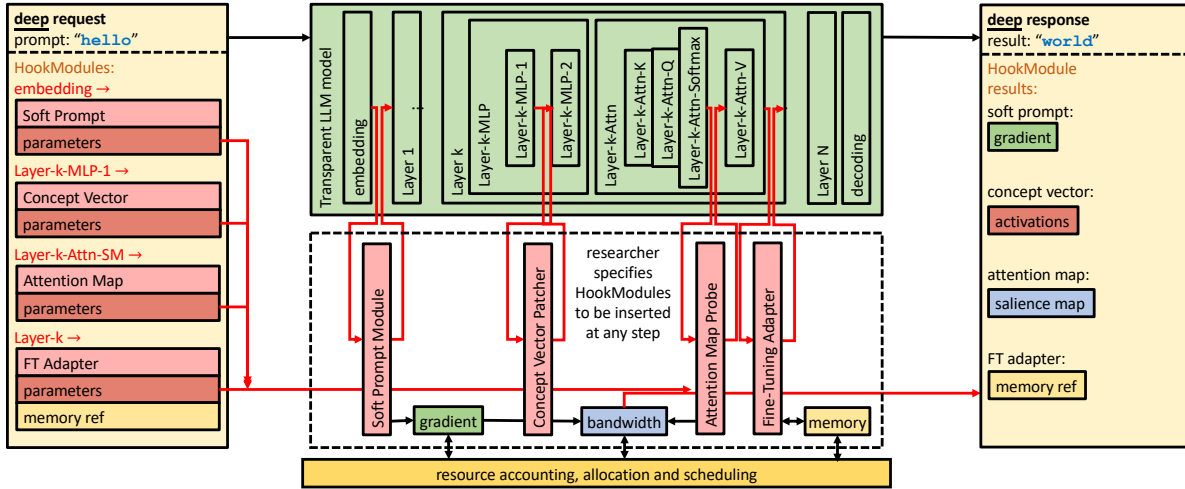 deep request
prompt: “hello”
HookModules:
embedding →
Soft Prompt
parameters
Layer-k-MLP-1 →
Concept Vector
parameters
Layer-k-Attn-SM →
Attention Map
parameters
Layer-k →
FT Adapter
parameters
memory ref
Transparent LLM model
embedding
Layer 1
...
Layer k
Layer-k-MLP
Layer-k-MLP-1
Layer-k-MLP-2
Layer-k-Attn
Layer-k-Attn-K
Layer-k-Attn-Q
Layer-k-Attn-Softmax
Layer-k-Attn-V
Layer N
decoding
Soft Prompt Module
Concept Vector Patcher
researcher
specifies
HookModules
to be inserted
at any step
Attention Map Probe
Fine-Tuning Adapter
gradient
bandwidth
memory
resource accounting, allocation and scheduling
deep response
result: “world”
HookModule
results:
soft prompt:
gradient
concept vector:
activations
attention map:
salience map
FT adapter:
memory ref